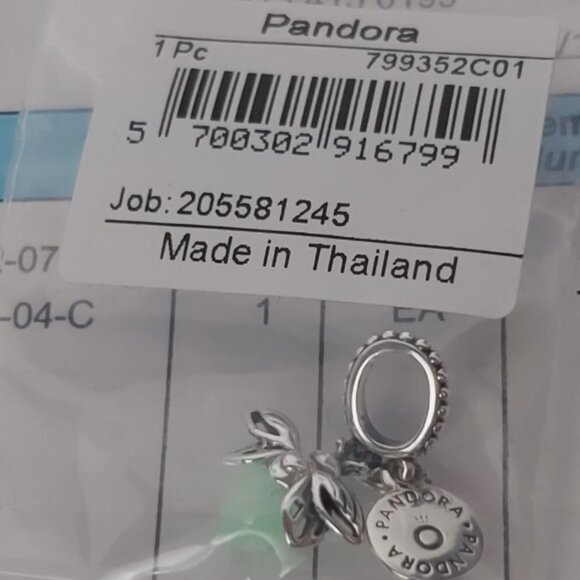 Pandora
1 Pc 799352C01
5 700302 916799
Job: 205581245
Made in Thailand
-07
-04-C 1 EA
PANDORA • PANDORA •